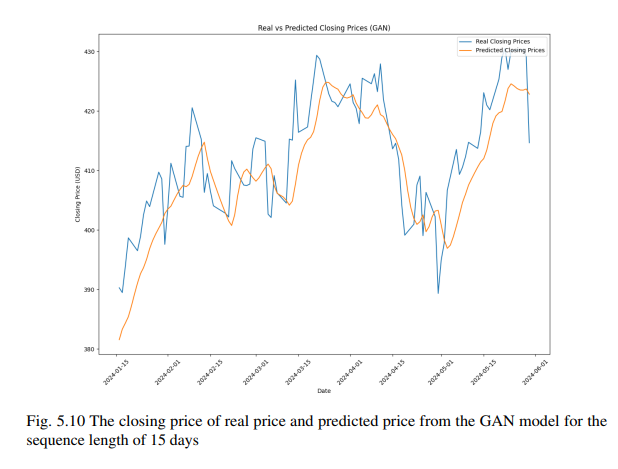 Real vs Predicted Closing Prices (GAN)
Real Closing Prices
Predicted Closing Prices
430
420
410
400
390
380
Closing Price (USD)
2024-01-15
2024-02-01
2024-02-15
2024-03-01
2024-03-15
2024-04-01
2024-04-15
2024-05-01
2024-05-15
2024-06-01
Date
Fig. 5.10 The closing price of real price and predicted price from the GAN model for the
sequence length of 15 days